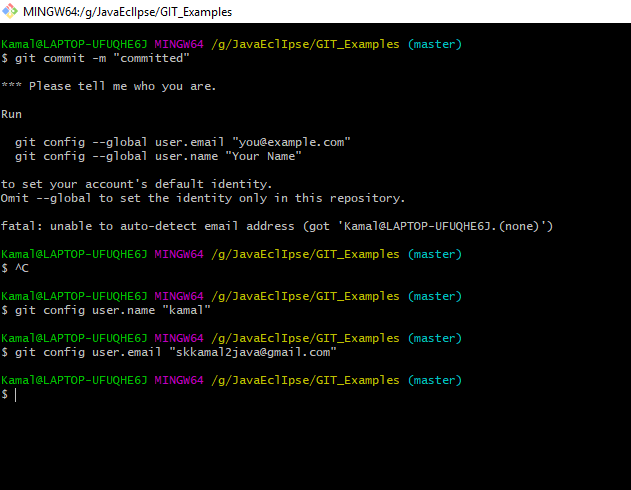 MINGW64:/g/JavaEclIpse/GIT_Examples
Kamal@LAPTOP-UFUQHE6J MINGW64 /g/JavaEclIpse/GIT_Examples (master)
$ git commit -m "committed"
*** Please tell me who you are.
Run
git config --global user.email "you@example.com"
git config --global user.name "Your Name"
to set your account's default identity.
Omit --global to set the identity only in this repository.
fatal: unable to auto-detect email address (got 'Kamal@LAPTOP-UFUQHE6J.(none)')
Kamal@LAPTOP-UFUQHE6J MINGW64 /g/JavaEclIpse/GIT_Examples (master)
$ ^C
Kamal@LAPTOP-UFUQHE6J MINGW64 /g/JavaEclIpse/GIT_Examples (master)
$ git config user.name "kamal"
Kamal@LAPTOP-UFUQHE6J MINGW64 /g/JavaEclIpse/GIT_Examples (master)
$ git config user.email "skkamal2java@gmail.com"
Kamal@LAPTOP-UFUQHE6J MINGW64 /g/JavaEclIpse/GIT_Examples (master)
$